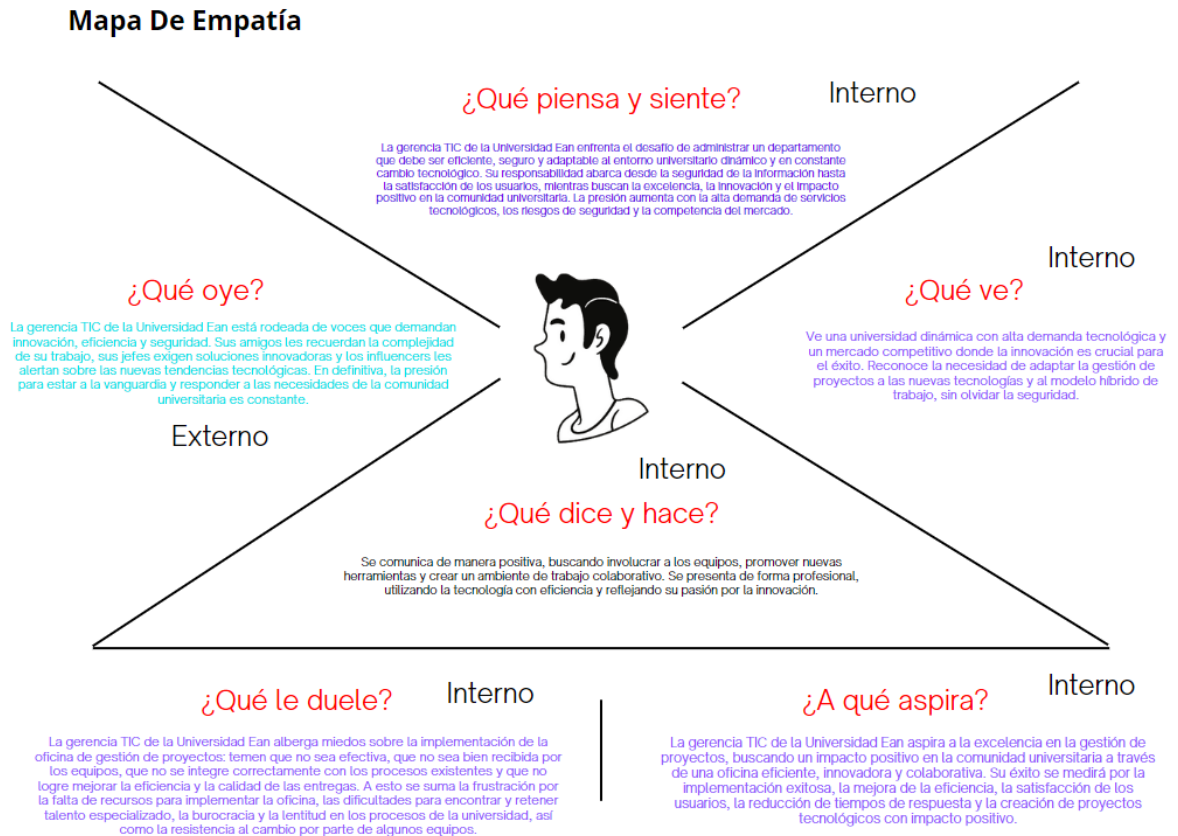 Mapa De Empatía
¿Qué piensa y siente?
Interno
La gerencia TIC de la Universidad Ean enfrenta el desafío de administrar un departamento
que debe ser eficiente, seguro y adaptable al entorno universitario dinámico y en constante
cambio tecnológico. Su responsabilidad abarca desde la seguridad de la información hasta
la satisfacción de los usuarios, mientras buscan la excelencia, la innovación y el impacto
positivo en la comunidad universitaria. La presión aumenta con la alta demanda de servicios
tecnológicos, los riesgos de seguridad y la competencia del mercado.
¿Qué oye?
La gerencia TIC de la Universidad Ean está rodeada de voces que demandan
innovación, eficiencia y seguridad. Sus amigos les recuerdan la complejidad
de su trabajo, sus jefes exigen soluciones innovadoras y los influencers les
alertan sobre las nuevas tendencias tecnológicas. En definitiva, la presión
para estar a la vanguardia y responder a las necesidades de la comunidad
universitaria es constante.
Externo
Interno
¿Qué ve?
Ve una universidad dinámica con alta demanda tecnológica y
un mercado competitivo donde la innovación es crucial para
el éxito. Reconoce la necesidad de adaptar la gestión de
proyectos a las nuevas tecnologías y al modelo híbrido de
trabajo, sin olvidar la seguridad.
Interno
¿Qué dice y hace?
Se comunica de manera positiva, buscando involucrar a los equipos, promover nuevas
herramientas y crear un ambiente de trabajo colaborativo. Se presenta de forma profesional,
utilizando la tecnología con eficiencia y reflejando su pasión por la innovación.
¿Qué le duele?
Interno
La gerencia TIC de la Universidad Ean alberga miedos sobre la implementación de la
oficina de gestión de proyectos: temen que no sea efectiva, que no sea bien recibida por
los equipos, que no se integre correctamente con los procesos existentes y que no
logre mejorar la eficiencia y la calidad de las entregas. A esto se suma la frustración por
la falta de recursos para implementar la oficina, las dificultades para encontrar y retener
talento especializado, la burocracia y la lentitud en los procesos de la universidad, así
como la resistencia al cambio por parte de algunos equipos.
¿A qué aspira?
Interno
La gerencia TIC de la Universidad Ean aspira a la excelencia en la gestión de
proyectos, buscando un impacto positivo en la comunidad universitaria a través
de una oficina eficiente, innovadora y colaborativa. Su éxito se medirá por la
implementación exitosa, la mejora de la eficiencia, la satisfacción de los
usuarios, la reducción de tiempos de respuesta y la creación de proyectos
tecnológicos con impacto positivo.